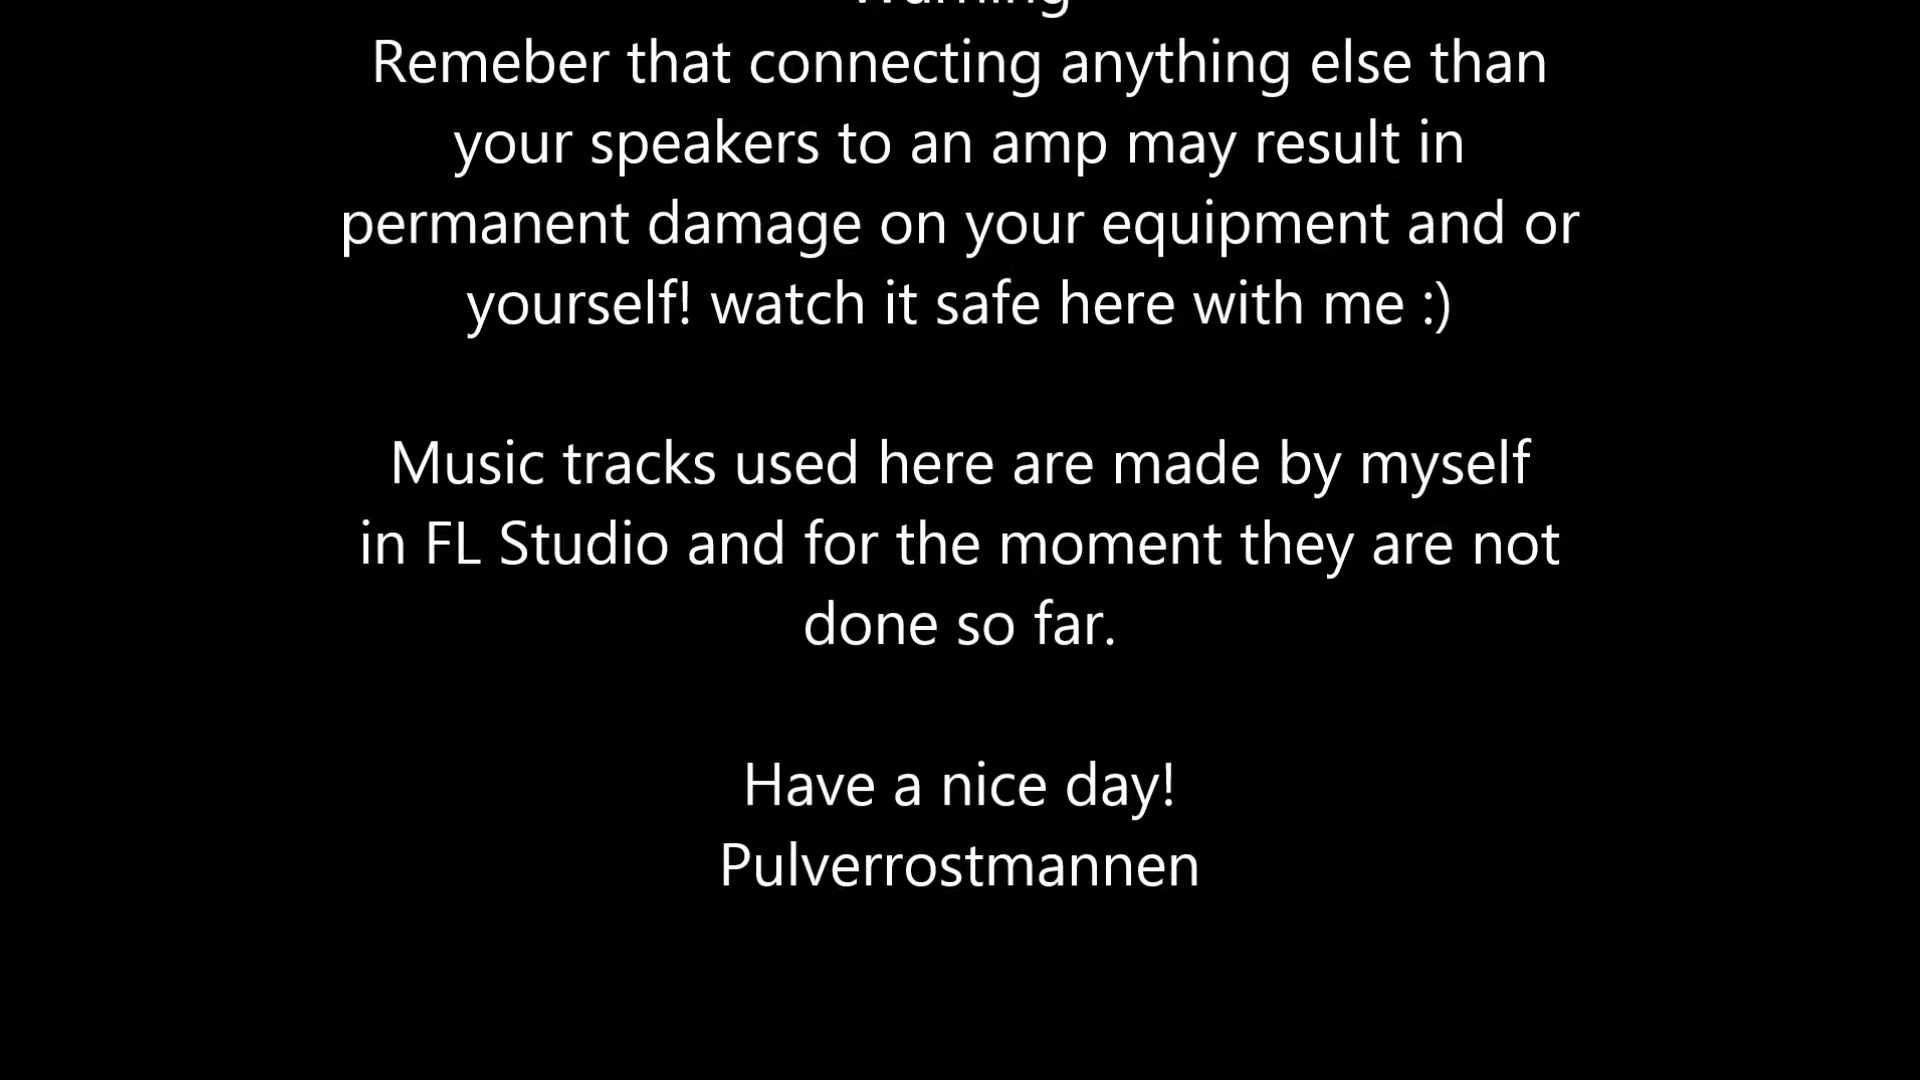 Warning
Remeber that connecting anything else than
your speakers to an amp may result in
permanent damage on your equipment and or
yourself! watch it safe here with me :)
Music tracks used here are made by myself
in FL Studio and for the moment they are not
done so far.
Have a nice day!
Pulverrostmannen